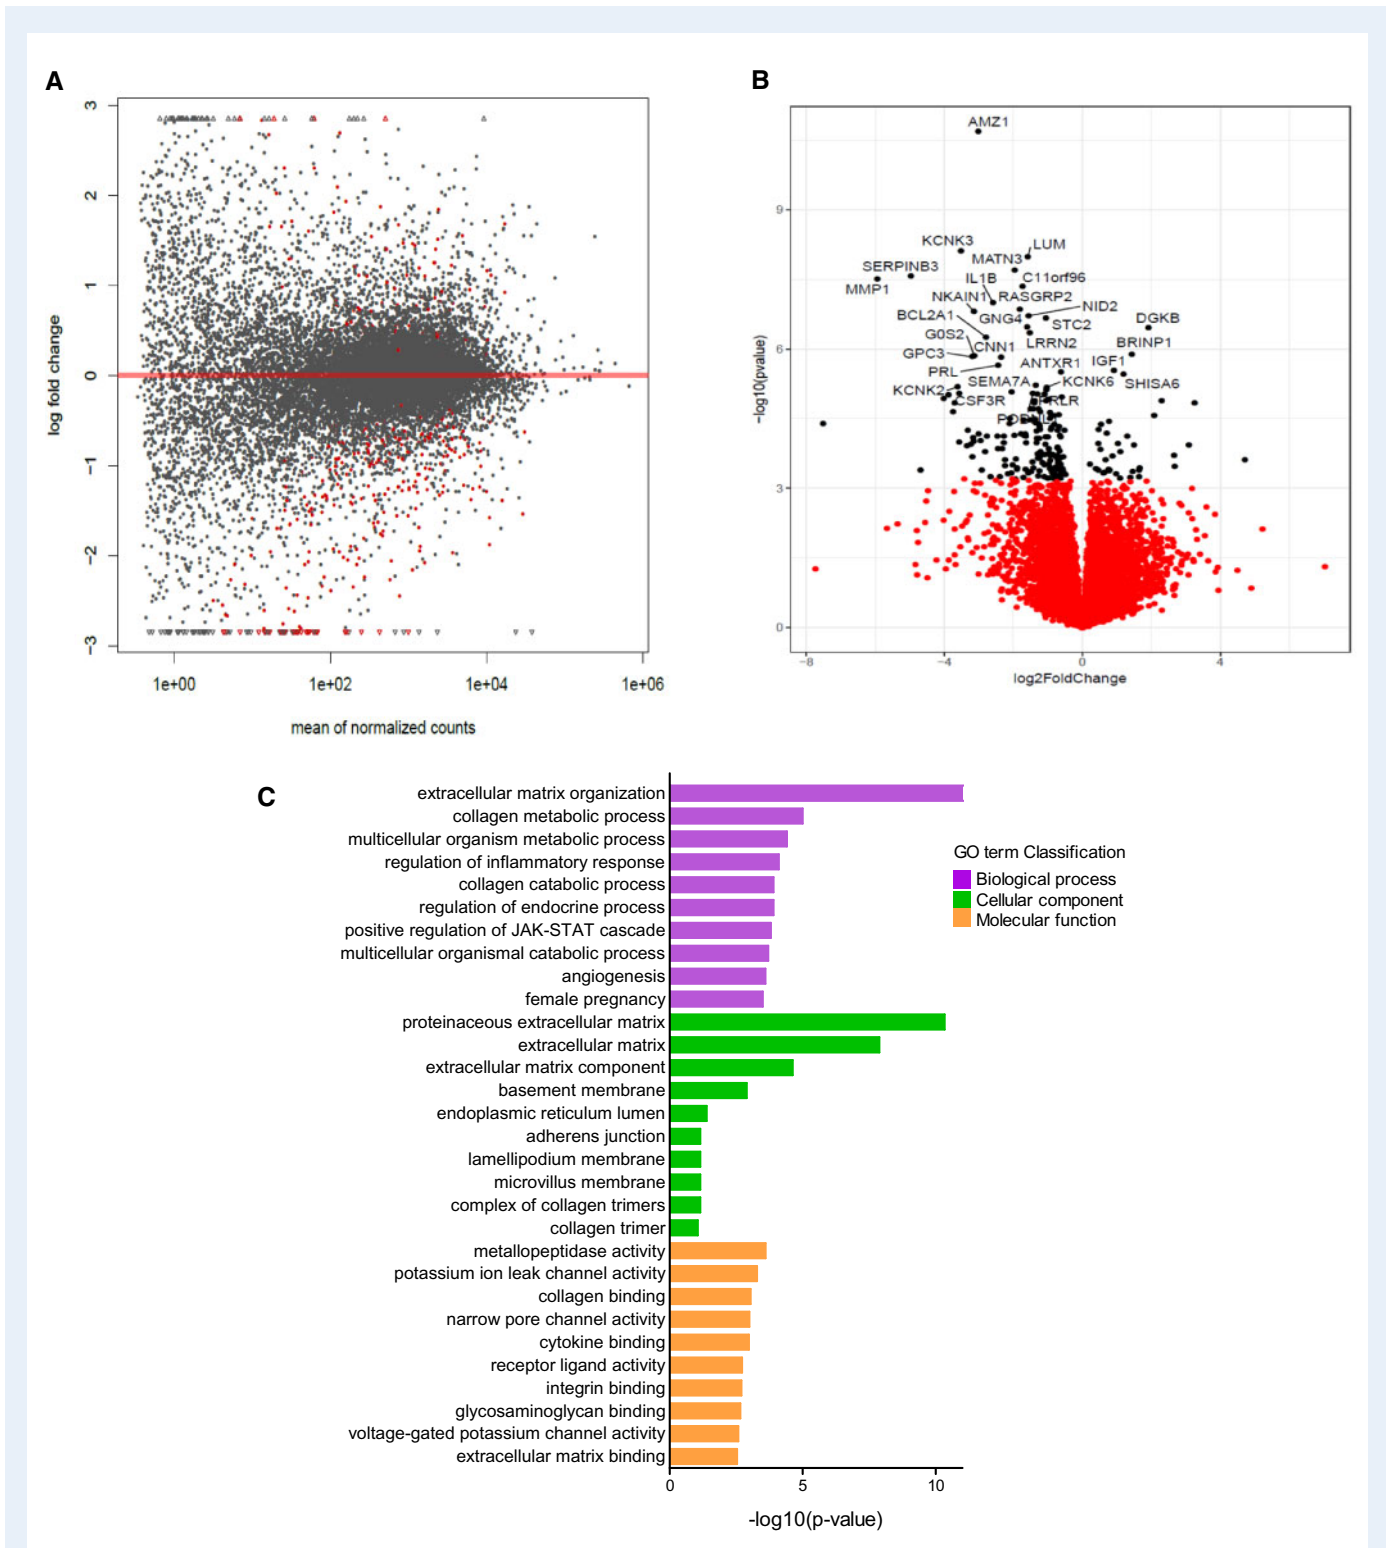 A
3
2
1
0
−1
−2
−3
log fold change
1e+00
1e+02
1e+04
1e+06
mean of normalized counts
B
AMZ1
9
KCNK3
LUM
MATN3
SERPINB3
IL1B
C11orf96
MMP1
NKAIN1
RASGRP2
NID2
BCL2A1
GNG4
STC2
DGKB
G0S2
CNN1
LRRN2
BRINP1
6
GPC3
ANTXR1
IGF1
PRL
SEMA7A
KCNK6
SHISA6
KCNK2
CSF3R
PRLR
3
0
−log10(pvalue)
−8
−4
0
4
log2FoldChange
C
extracellular matrix organization
collagen metabolic process
multicellular organism metabolic process
regulation of inflammatory response
collagen catabolic process
regulation of endocrine process
positive regulation of JAK-STAT cascade
multicellular organismal catabolic process
angiogenesis
female pregnancy
proteinaceous extracellular matrix
extracellular matrix
extracellular matrix component
basement membrane
endoplasmic reticulum lumen
adherens junction
lamellipodium membrane
microvillus membrane
complex of collagen trimers
collagen trimer
metallopeptidase activity
potassium ion leak channel activity
collagen binding
narrow pore channel activity
cytokine binding
receptor ligand activity
integrin binding
glycosaminoglycan binding
voltage-gated potassium channel activity
extracellular matrix binding
GO term Classification
Biological process
Cellular component
Molecular function
0
5
10
-log10(p-value)